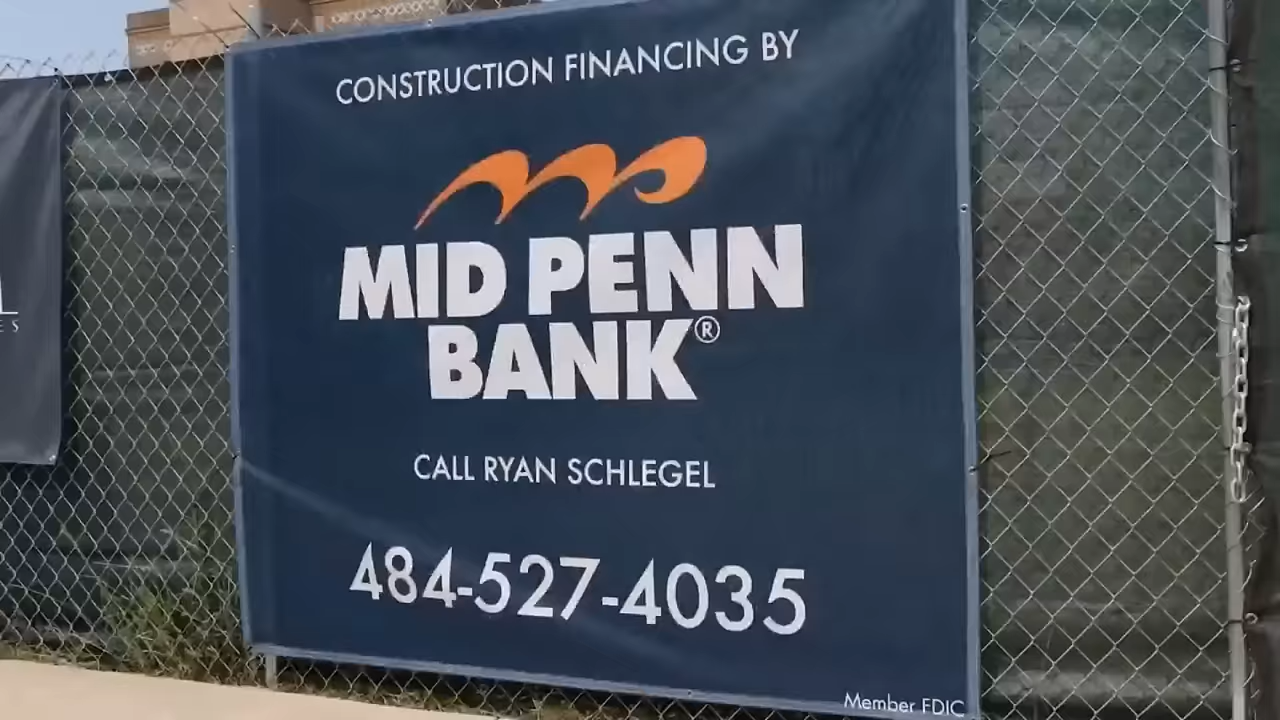 CONSTRUCTION FINANCING BY
MID PENN
BANK®
CALL RYAN SCHLEGEL
484-527-4035
Member FDIC